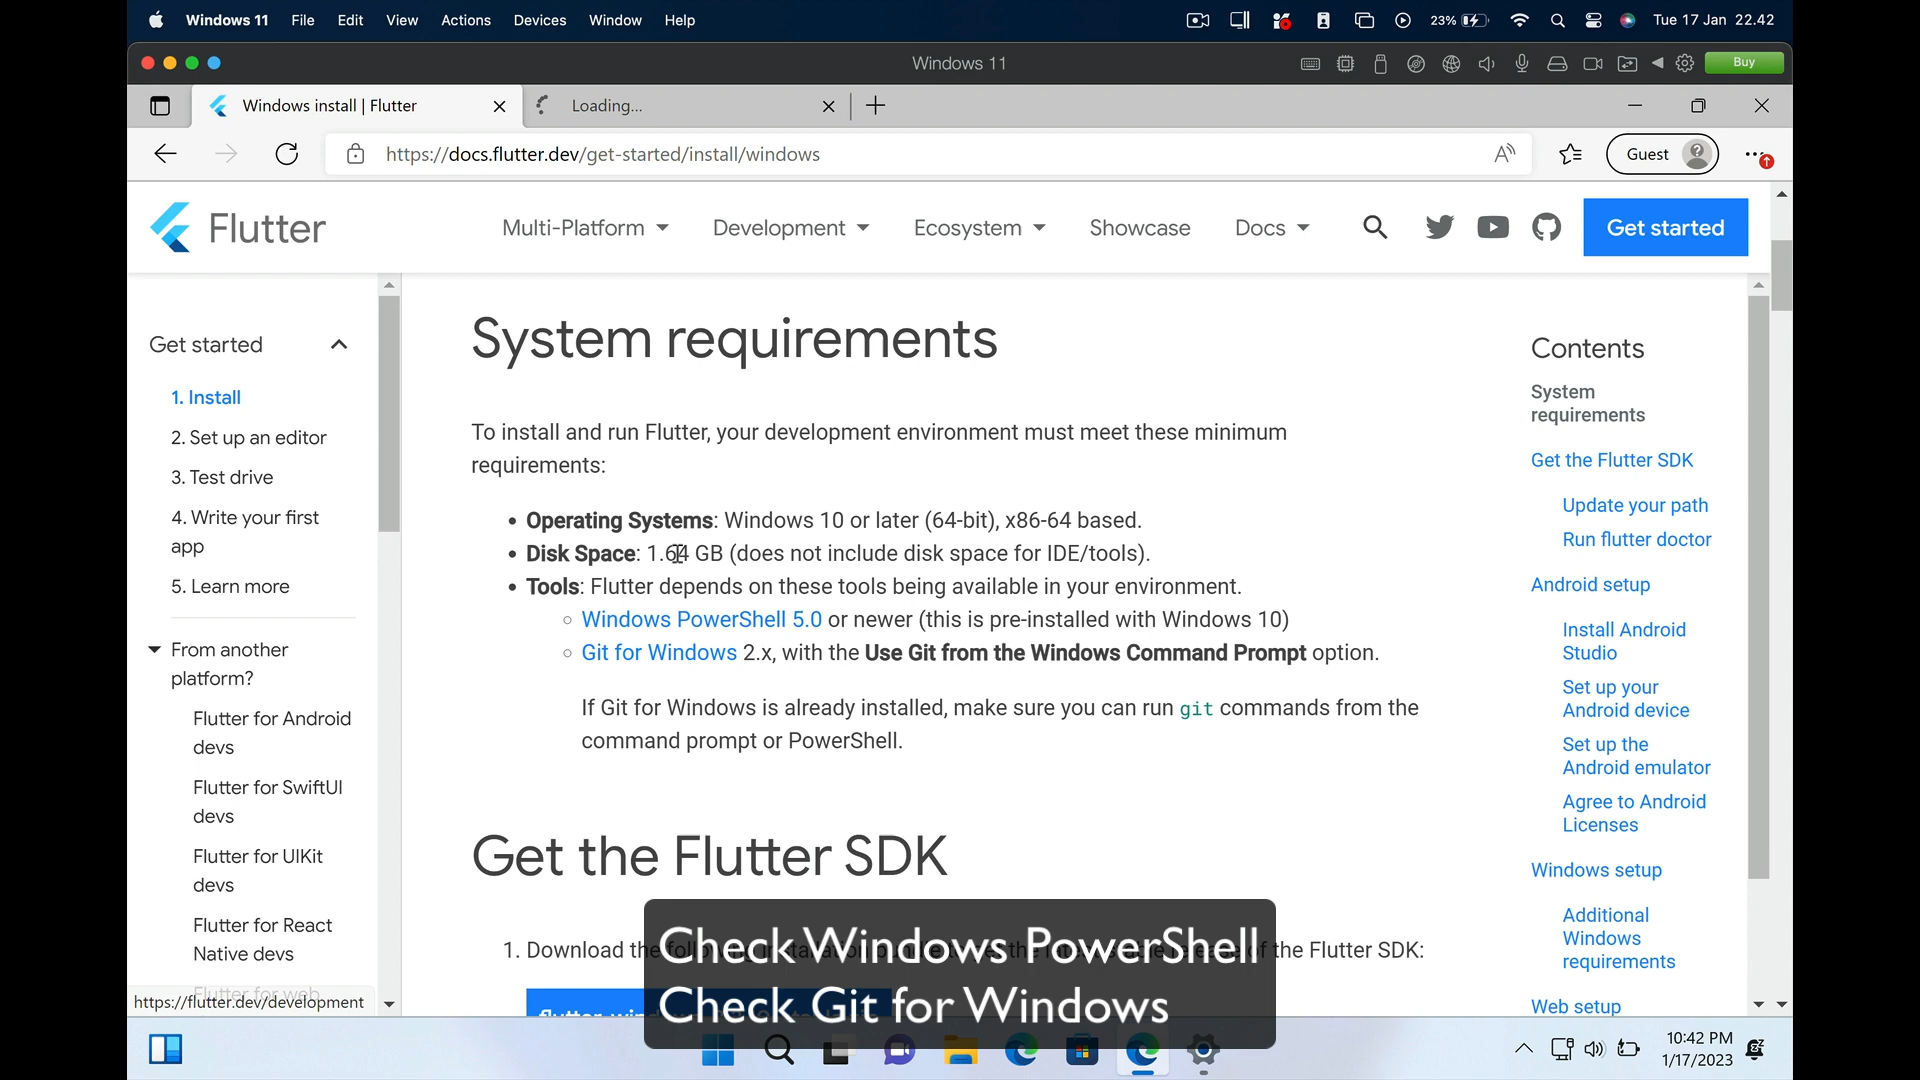 Windows 11 File Edit View Actions Devices Window Help 23% Tue 17 Jan 22.42
Windows 11 Buy
Windows install | Flutter Loading...
https://docs.flutter.dev/get-started/install/windows Guest
Flutter Multi-Platform Development Ecosystem Showcase Docs Get started
Get started
1. Install
2. Set up an editor
3. Test drive
4. Write your first
app
5. Learn more
From another
platform?
Flutter for Android
devs
Flutter for SwiftUI
devs
Flutter for UIKit
devs
Flutter for React
Native devs
Flutter for web
https://flutter.dev/development
System requirements
To install and run Flutter, your development environment must meet these minimum
requirements:
• Operating Systems: Windows 10 or later (64-bit), x86-64 based.
• Disk Space: 1.64 GB (does not include disk space for IDE/tools).
• Tools: Flutter depends on these tools being available in your environment.
○ Windows PowerShell 5.0 or newer (this is pre-installed with Windows 10)
○ Git for Windows 2.x, with the Use Git from the Windows Command Prompt option.
If Git for Windows is already installed, make sure you can run git commands from the
command prompt or PowerShell.
Get the Flutter SDK
1. Download the following installation of the Flutter SDK:
Check Windows PowerShell
Check Git for Windows
Contents
System
requirements
Get the Flutter SDK
Update your path
Run flutter doctor
Android setup
Install Android
Studio
Set up your
Android device
Set up the
Android emulator
Agree to Android
Licenses
Windows setup
Additional
Windows
requirements
Web setup
10:42 PM
1/17/2023